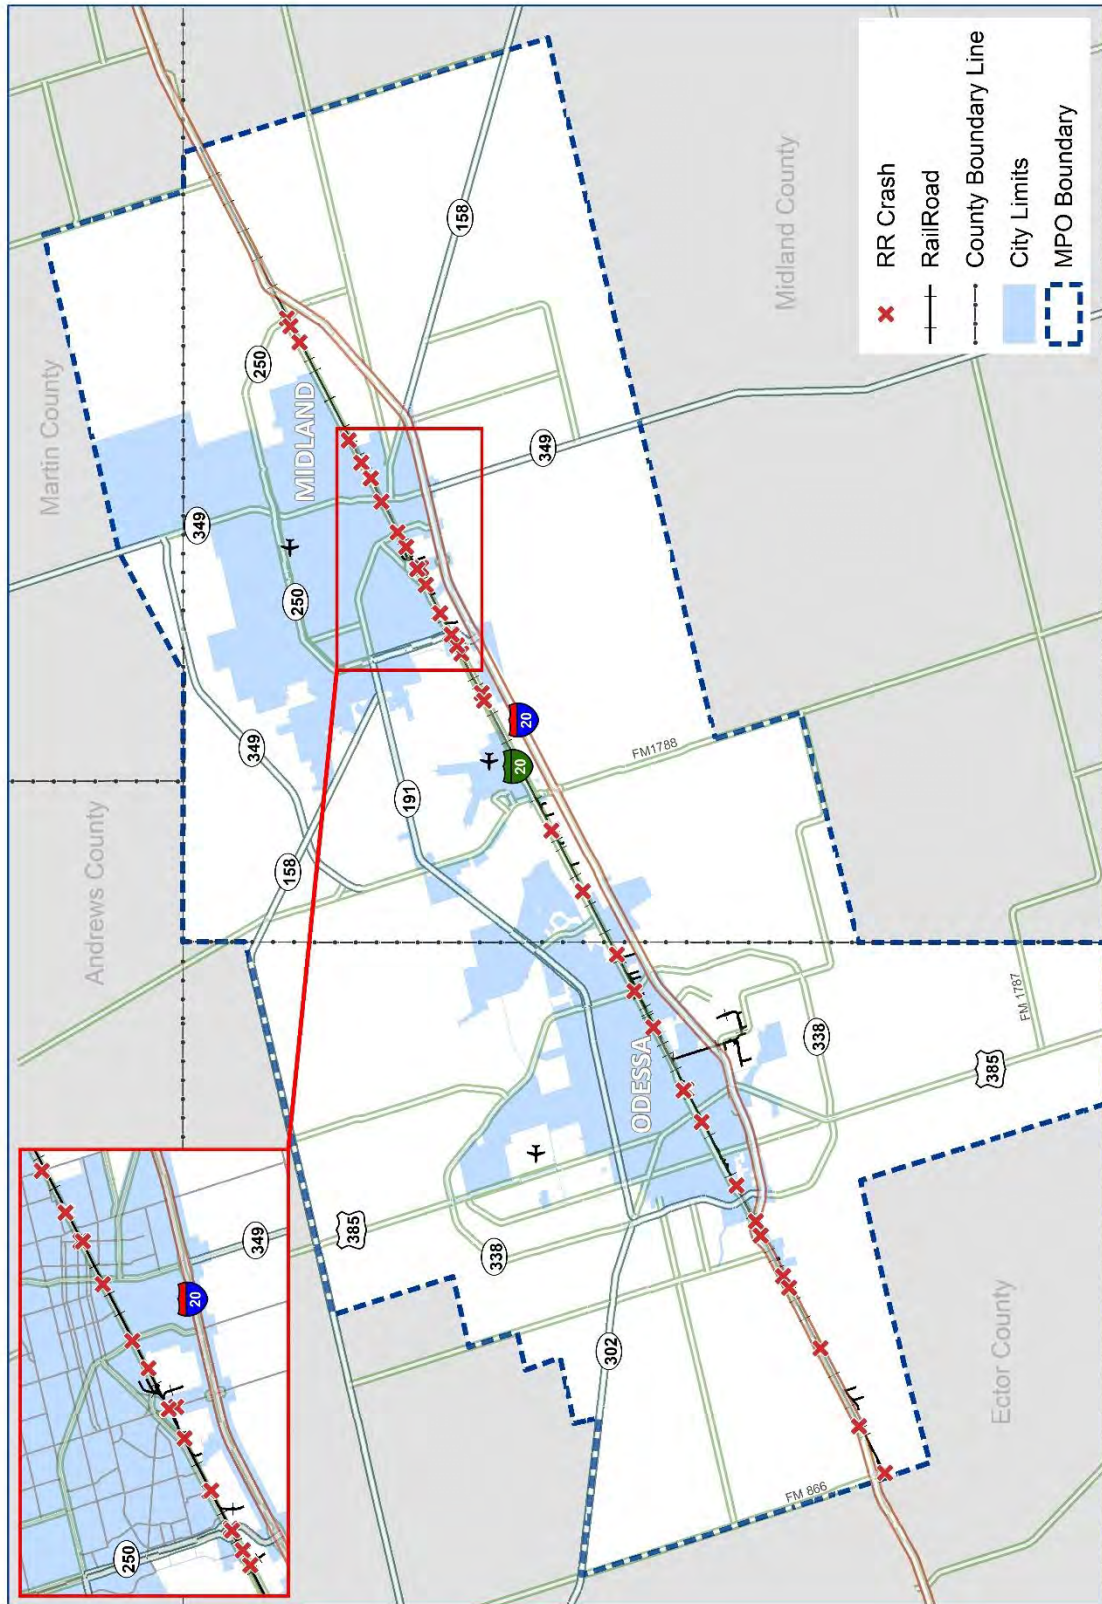 Martin County
Andrews County
Midland County
Ector County
MIDLAND
ODESSA
349
349
349
250
250
158
158
191
20
20
FM1788
338
338
385
385
302
FM 1787
FM 866
250
349
20
RR Crash
RailRoad
County Boundary Line
City Limits
MPO Boundary